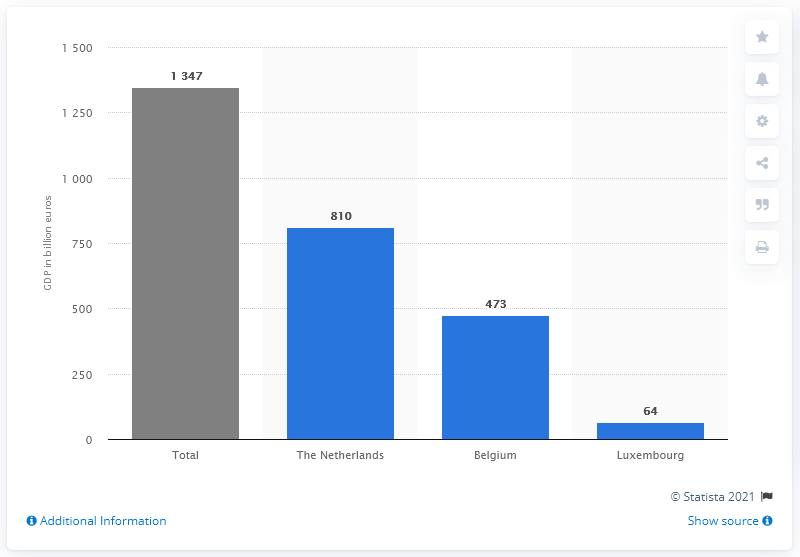 1 500
1 250
1 000
750
500
250
0
GDP in billion euros
1 347
810
473
64
Total
The Netherlands
Belgium
Luxembourg
© Statista 2021
Additional Information
Show source